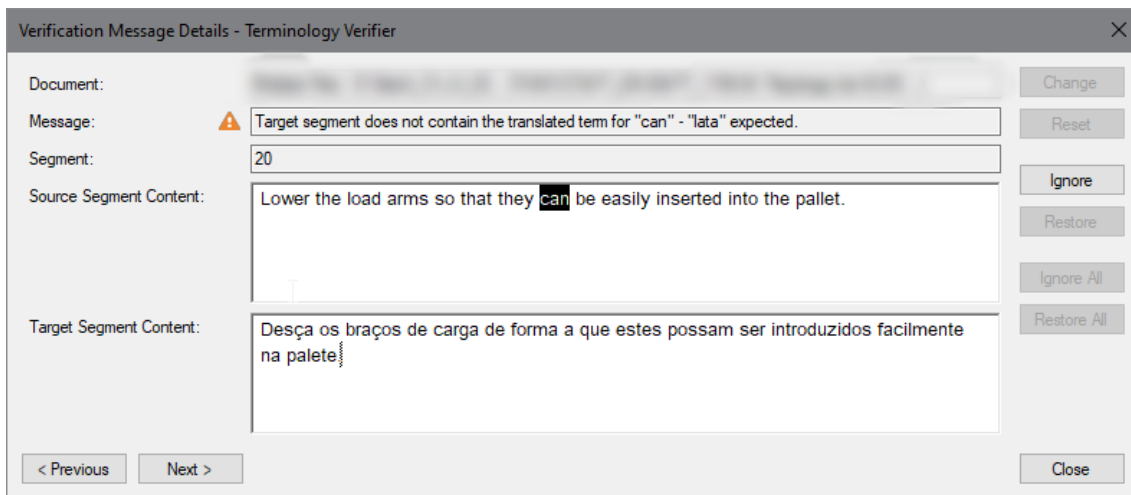 Verification Message Details - Terminology Verifier
Document:
Change
Message:
Target segment does not contain the translated term for "can" - "lata" expected.
Reset
Segment:
20
Ignore
Source Segment Content:
Lower the load arms so that they can be easily inserted into the pallet.
Restore
Ignore All
Target Segment Content:
Desça os braços de carga de forma a que estes possam ser introduzidos facilmente
na palete.
Restore All
< Previous
Next >
Close